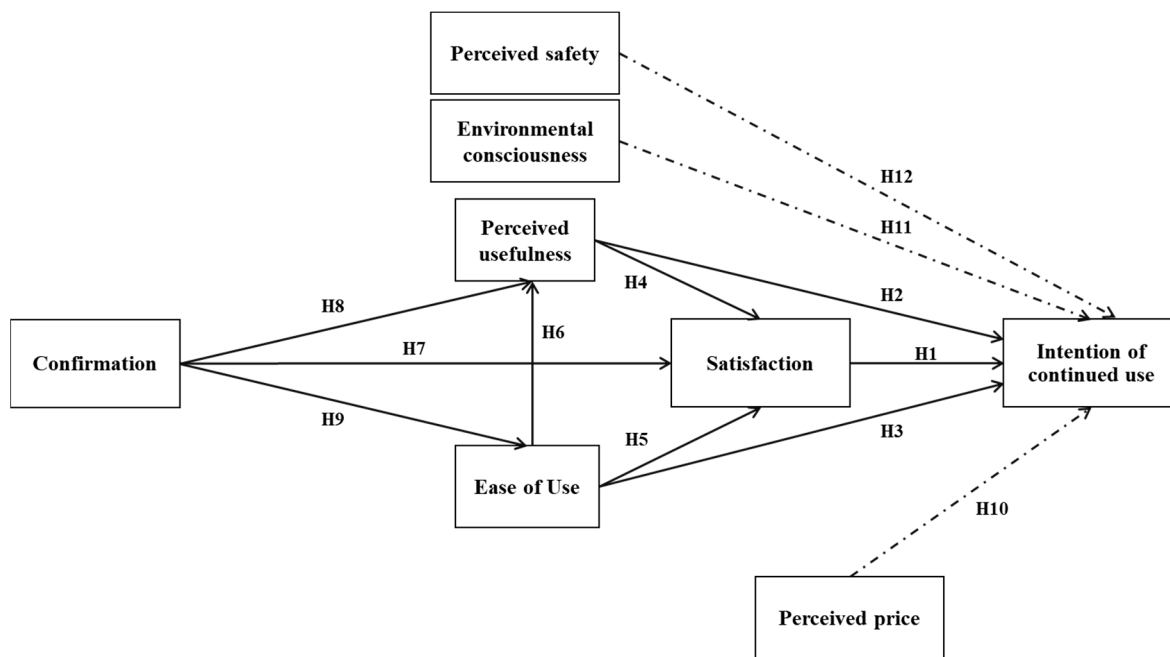 Perceived safety
Environmental
consciousness
H12
H11
Perceived
usefulness
H4
H2
H8
H6
Confirmation
H7
Satisfaction
H1
Intention of
continued use
H9
H5
H3
Ease of Use
H10
Perceived price